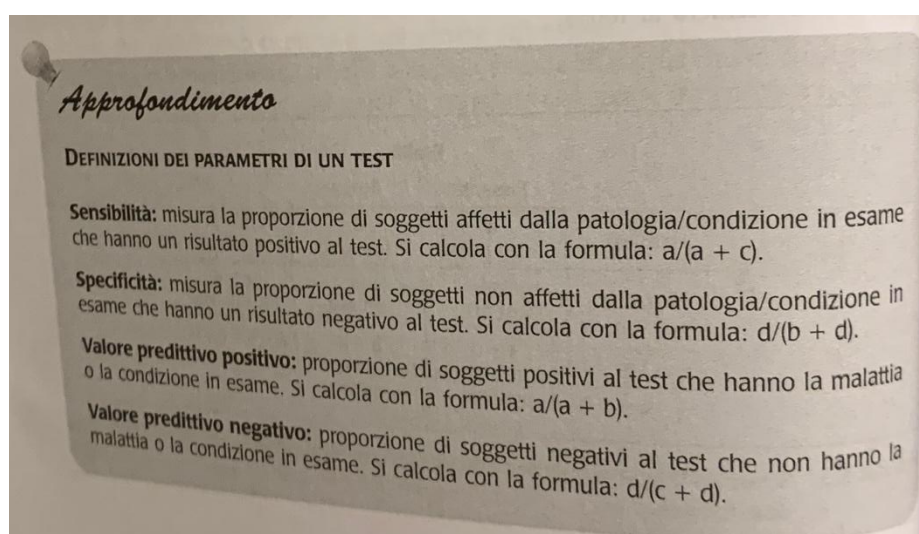 Approfondimento
DEFINIZIONI DEI PARAMETRI DI UN TEST
Sensibilità: misura la proporzione di soggetti affetti dalla patologia/condizione in esame
che hanno un risultato positivo al test. Si calcola con la formula: a/(a + c).
Specificità: misura la proporzione di soggetti non affetti dalla patologia/condizione in
esame che hanno un risultato negativo al test. Si calcola con la formula: d/(b + d).
Valore predittivo positivo: proporzione di soggetti positivi al test che hanno la malattia
o la condizione in esame. Si calcola con la formula: a/(a + b).
Valore predittivo negativo: proporzione di soggetti negativi al test che non hanno la
malattia o la condizione in esame. Si calcola con la formula: d/(c + d).